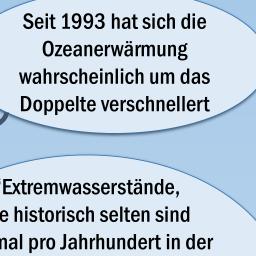 Seit 1993 hat sich die
Ozeanerwärmung
wahrscheinlich um das
Doppelte verschnellert
Extremwasserstände,
e historisch selten sind
mal pro Jahrhundert in der